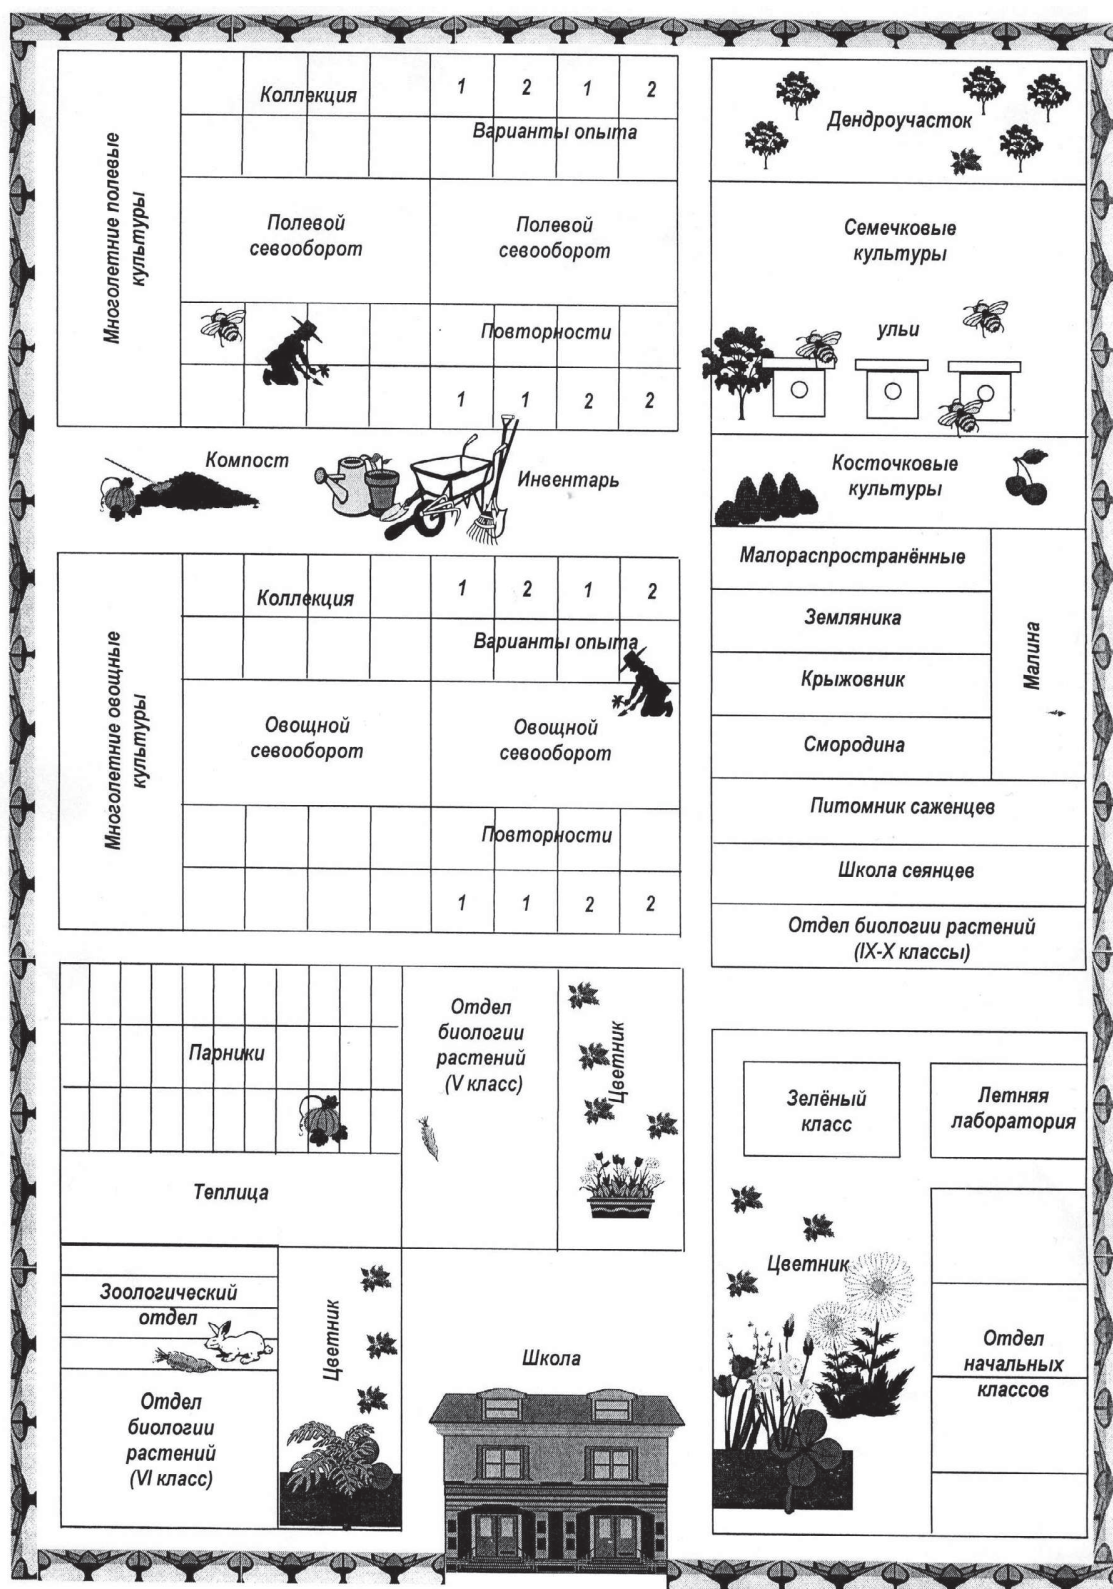 Многолетние полевые
культуры
Коллекция
1 2 1 2
Варианты опыта
Полевой
севооборот
Полевой
севооборот
Повторности
1 1 2 2
Компост
Инвентарь
Многолетние овощные
культуры
Коллекция
1 2 1 2
Варианты опыта
Овощной
севооборот
Овощной
севооборот
Повторности
1 1 2 2
Парники
Теплица
Отдел
биологии
растений
(V класс)
Цветник
Зоологический
отдел
Отдел
биологии
растений
(VI класс)
Цветник
Школа
Дендроучасток
Семечковые
культуры
ульи
Косточковые
культуры
Малораспространённые
Земляника
Крыжовник
Смородина
Малина
Питомник саженцев
Школа сеянцев
Отдел биологии растений
(IX-X классы)
Зелёный
класс
Летняя
лаборатория
Цветник
Отдел
начальных
классов